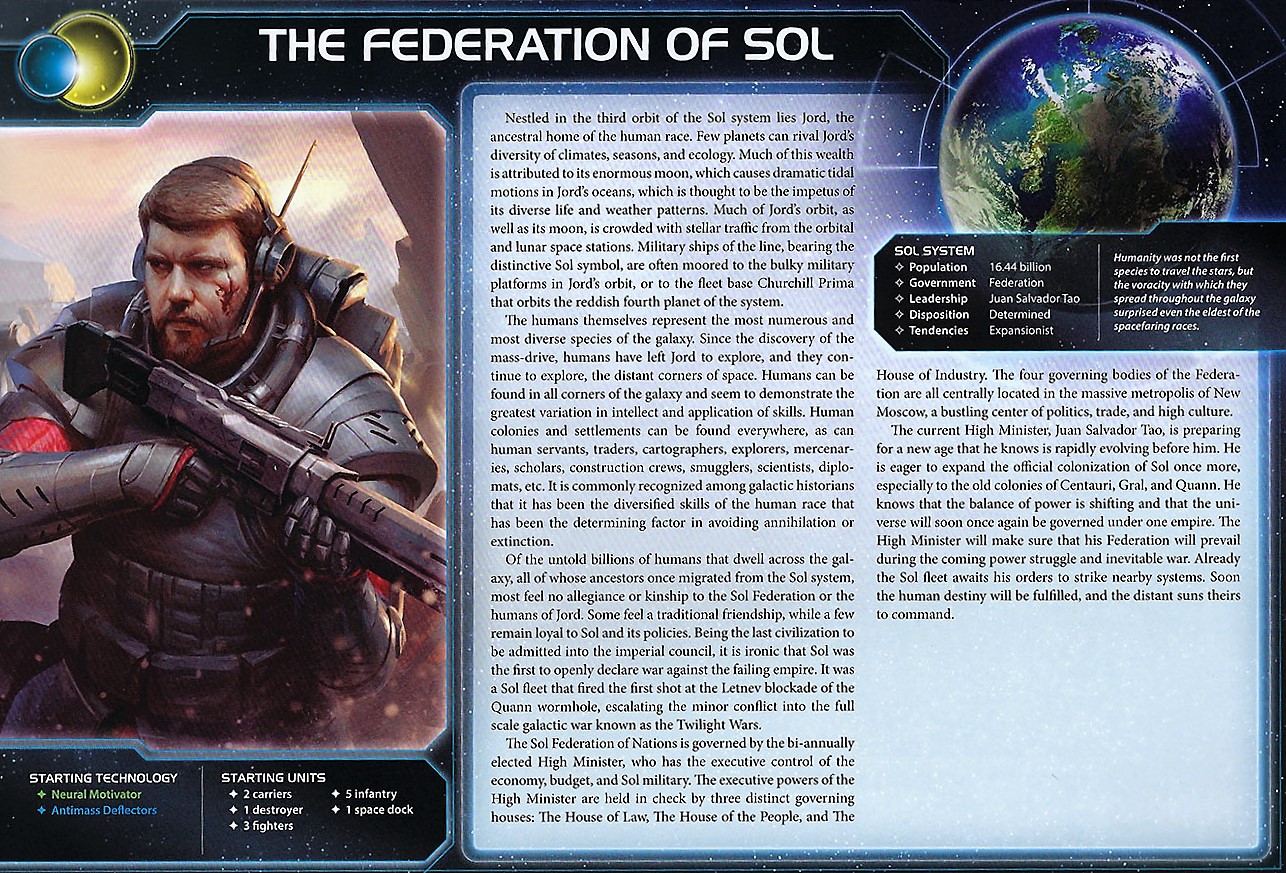 THE FEDERATION OF SOL
Nestled in the third orbit of the Sol system lies Jord, the
ancestral home of the human race. Few planets can rival Jord's
diversity of climates, seasons, and ecology. Much of this wealth
is attributed to its enormous moon, which causes dramatic tidal
motions in Jord's oceans, which is thought to be the impetus of
its diverse life and weather patterns. Much of Jord's orbit, as
well as its moon, is crowded with stellar traffic from the orbital
and lunar space stations. Military ships of the line, bearing the
distinctive Sol symbol, are often moored to the bulky military
platforms in Jord's orbit, or to the fleet base Churchill Prima
that orbits the reddish fourth planet of the system.
The humans themselves represent the most numerous and
most diverse species of the galaxy. Since the discovery of the
mass-drive, humans have left Jord to explore, and they con-
tinue to explore, the distant corners of space. Humans can be
found in all corners of the galaxy and seem to demonstrate the
greatest variation in intellect and application of skills. Human
colonies and settlements can be found everywhere, as can
human servants, traders, cartographers, explorers, mercenar-
ies, scholars, construction crews, smugglers, scientists, diplo-
mats, etc. It is commonly recognized among galactic historians
that it has been the diversified skills of the human race that
has been the determining factor in avoiding annihilation or
extinction.
Of the untold billions of humans that dwell across the gal-
axy, all of whose ancestors once migrated from the Sol system,
most feel no allegiance or kinship to the Sol Federation or the
humans of Jord. Some feel a traditional friendship, while a few
remain loyal to Sol and its policies. Being the last civilization to
be admitted into the imperial council, it is ironic that Sol was
the first to openly declare war against the failing empire. It was
a Sol fleet that fired the first shot at the Letnev blockade of the
Quann wormhole, escalating the minor conflict into the full
scale galactic war known as the Twilight Wars.
The Sol Federation of Nations is governed by the bi-annually
elected High Minister, who has the executive control of the
economy, budget, and Sol military. The executive powers of the
High Minister are held in check by three distinct governing
houses: The House of Law, The House of the People, and The
SOL SYSTEM
✧ Population 16.44 billion
✧ Government Federation
✧ Leadership Juan Salvador Tao
✧ Disposition Determined
✧ Tendencies Expansionist
Humanity was not the first
species to travel the stars, but
the voracity with which they
spread throughout the galaxy
surprised even the eldest of the
spacefaring races.
House of Industry. The four governing bodies of the Federa-
tion are all centrally located in the massive metropolis of New
Moscow, a bustling center of politics, trade, and high culture.
The current High Minister, Juan Salvador Tao, is preparing
for a new age that he knows is rapidly evolving before him. He
is eager to expand the official colonization of Sol once more,
especially to the old colonies of Centauri, Gral, and Quann. He
knows that the balance of power is shifting and that the uni-
verse will soon once again be governed under one empire. The
High Minister will make sure that his Federation will prevail
during the coming power struggle and inevitable war. Already
the Sol fleet awaits his orders to strike nearby systems. Soon
the human destiny will be fulfilled, and the distant suns theirs
to command.
STARTING TECHNOLOGY
✦ Neural Motivator
✦ Antimass Deflectors
STARTING UNITS
✦ 2 carriers
✦ 1 destroyer
✦ 3 fighters
✦ 5 infantry
✦ 1 space dock